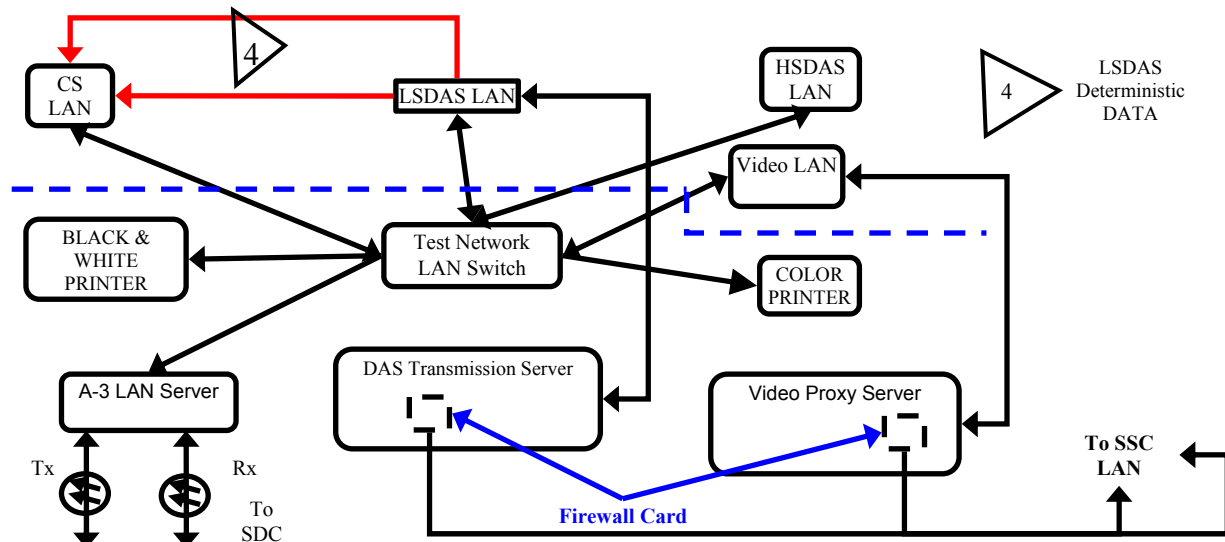 4
CS
LAN
LSDAS LAN
HSDAS
LAN
4
LSDAS
Deterministic
DATA
Video LAN
BLACK &
WHITE
PRINTER
Test Network
LAN Switch
COLOR
PRINTER
A-3 LAN Server
DAS Transmission Server
Video Proxy Server
Tx
Rx
To
SDC
Firewall Card
To SSC
LAN